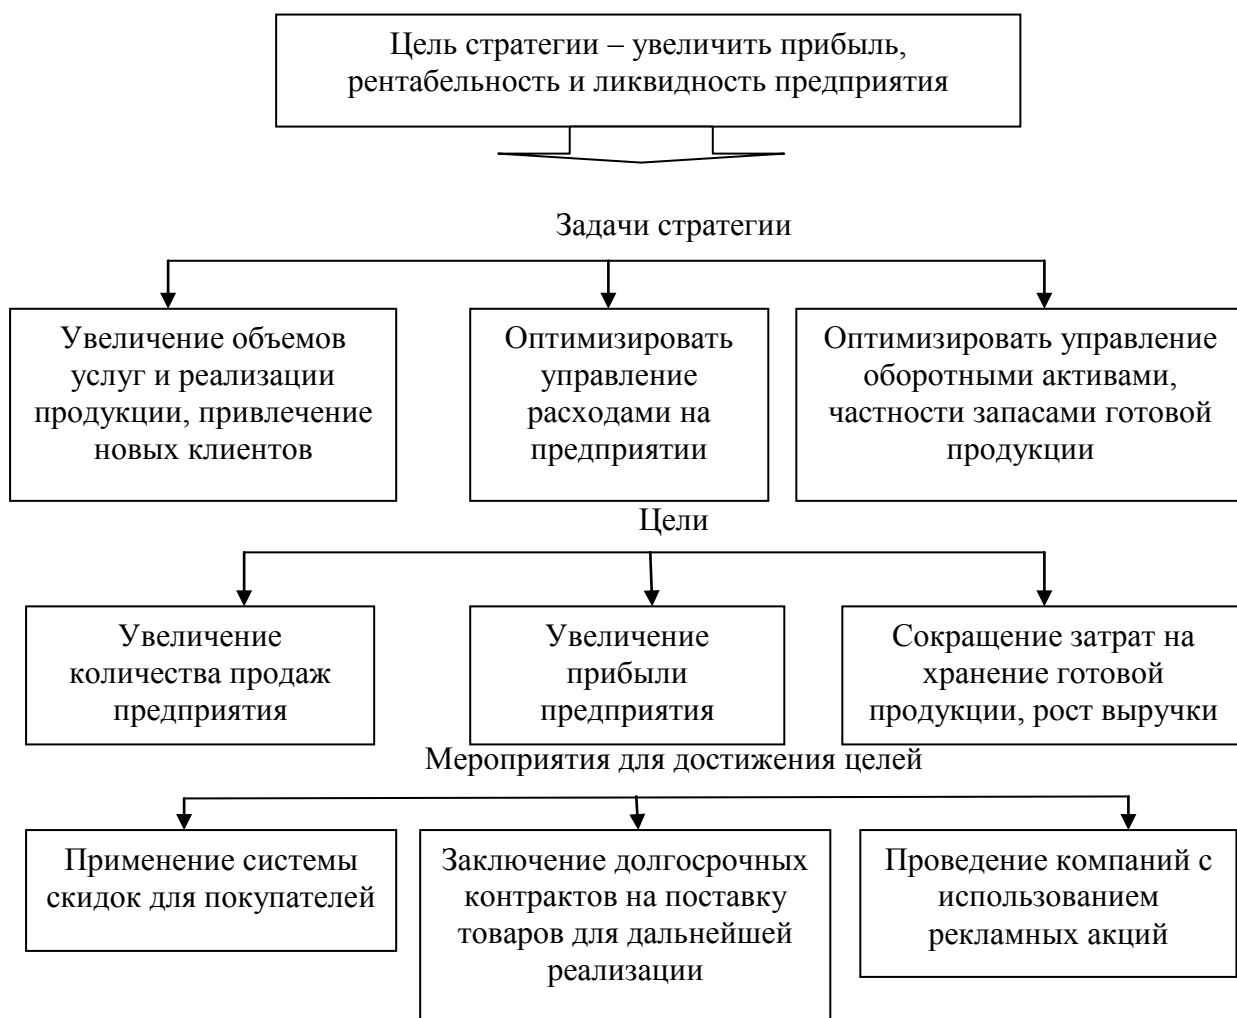 Цель стратегии – увеличить прибыль,
рентабельность и ликвидность предприятия
Задачи стратегии
Увеличение объемов
услуг и реализации
продукции, привлечение
новых клиентов
Оптимизировать
управление
расходами на
предприятии
Оптимизировать управление
оборотными активами,
частности запасами готовой
продукции
Цели
Увеличение
количества продаж
предприятия
Увеличение
прибыли
предприятия
Сокращение затрат на
хранение готовой
продукции, рост выручки
Мероприятия для достижения целей
Применение системы
скидок для покупателей
Заключение долгосрочных
контрактов на поставку
товаров для дальнейшей
реализации
Проведение компаний с
использованием
рекламных акций